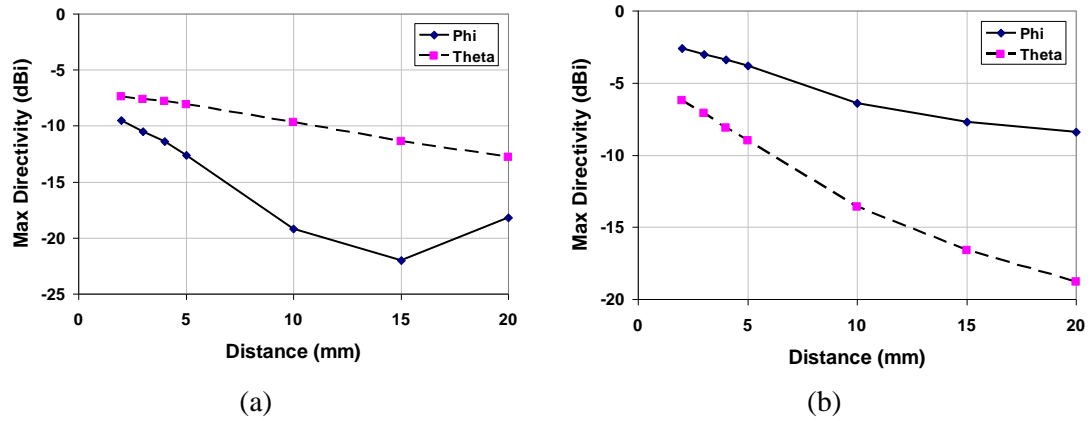 0
-5
-10
-15
-20
-25
Max Directivity (dBi)
Phi
Theta
0 5 10 15 20
Distance (mm)
(a)
0
-5
-10
-15
-20
Max Directivity (dBi)
Phi
Theta
0 5 10 15 20
Distance (mm)
(b)